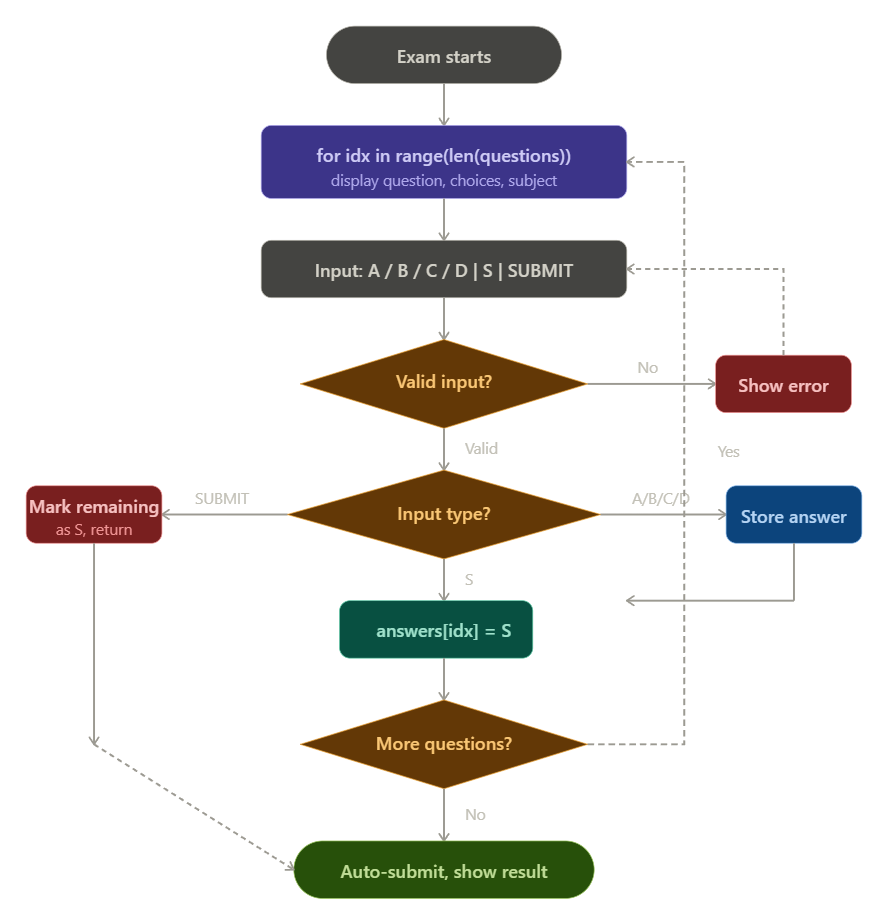 Exam starts
for idx in range(len(questions))
display question, choices, subject
Input: A / B / C / D | S | SUBMIT
Valid input?
No
Show error
Valid
Yes
SUBMIT
A/B/C/D
Mark remaining
as S, return
Input type?
Store answer
S
answers[idx] = S
More questions?
No
Auto-submit, show result